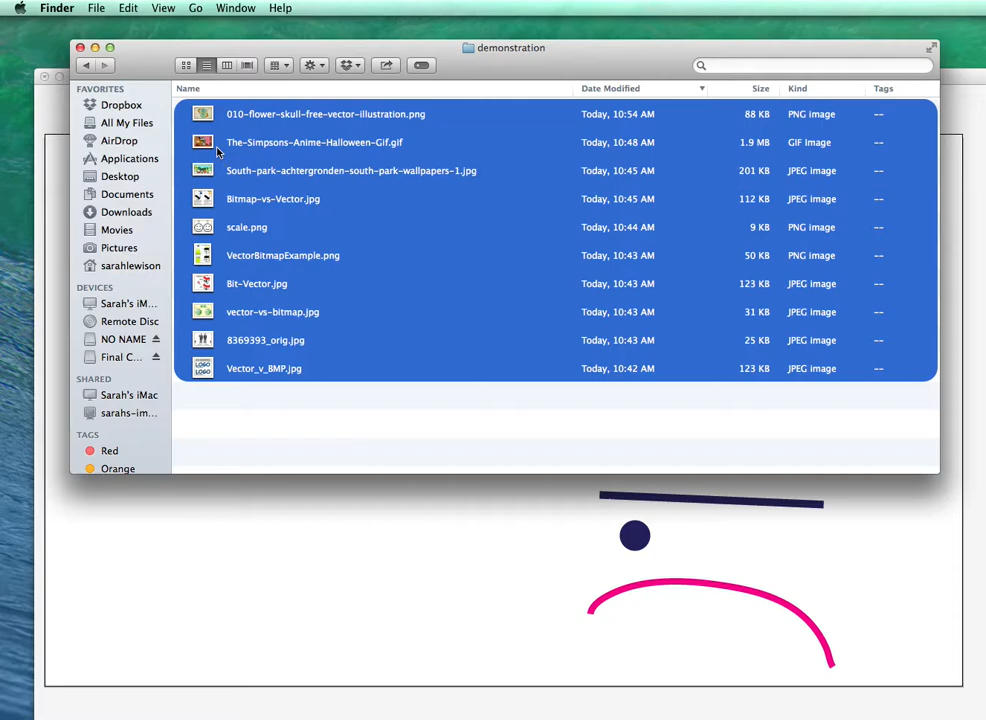 Finder File Edit View Go Window Help
demonstration
FAVORITES
Dropbox
All My Files
AirDrop
Applications
Desktop
Documents
Downloads
Movies
Pictures
sarahlewison
DEVICES
Sarah's iM...
Remote Disc
NO NAME
Final C...
SHARED
Sarah's iMac
sarahs-im...
TAGS
Red
Orange
Name Date Modified Size Kind Tags
010-flower-skull-free-vector-illustration.png Today, 10:54 AM 88 KB PNG image --
The-Simpsons-Anime-Halloween-Gif.gif Today, 10:48 AM 1.9 MB GIF Image --
South-park-achtergronden-south-park-wallpapers-1.jpg Today, 10:45 AM 201 KB JPEG image --
Bitmap-vs-Vector.jpg Today, 10:45 AM 112 KB JPEG image --
scale.png Today, 10:44 AM 9 KB PNG image --
VectorBitmapExample.png Today, 10:43 AM 50 KB PNG image --
Bit-Vector.jpg Today, 10:43 AM 123 KB JPEG image --
vector-vs-bitmap.jpg Today, 10:43 AM 31 KB JPEG image --
8369393_orig.jpg Today, 10:43 AM 25 KB JPEG image --
Vector_v_BMP.jpg Today, 10:42 AM 123 KB JPEG image --
LOGO
LOGO